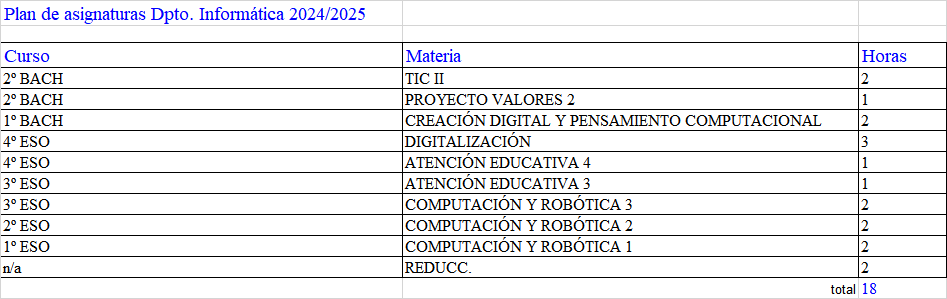 Plan de asignaturas Dpto. Informática 2024/2025
Curso Materia Horas
2º BACH TIC II 2
2º BACH PROYECTO VALORES 2 1
1º BACH CREACIÓN DIGITAL Y PENSAMIENTO COMPUTACIONAL 2
4º ESO DIGITALIZACIÓN 3
4º ESO ATENCIÓN EDUCATIVA 4 1
3º ESO ATENCIÓN EDUCATIVA 3 1
3º ESO COMPUTACIÓN Y ROBÓTICA 3 2
2º ESO COMPUTACIÓN Y ROBÓTICA 2 2
1º ESO COMPUTACIÓN Y ROBÓTICA 1 2
n/a REDUCC. 2
total 18